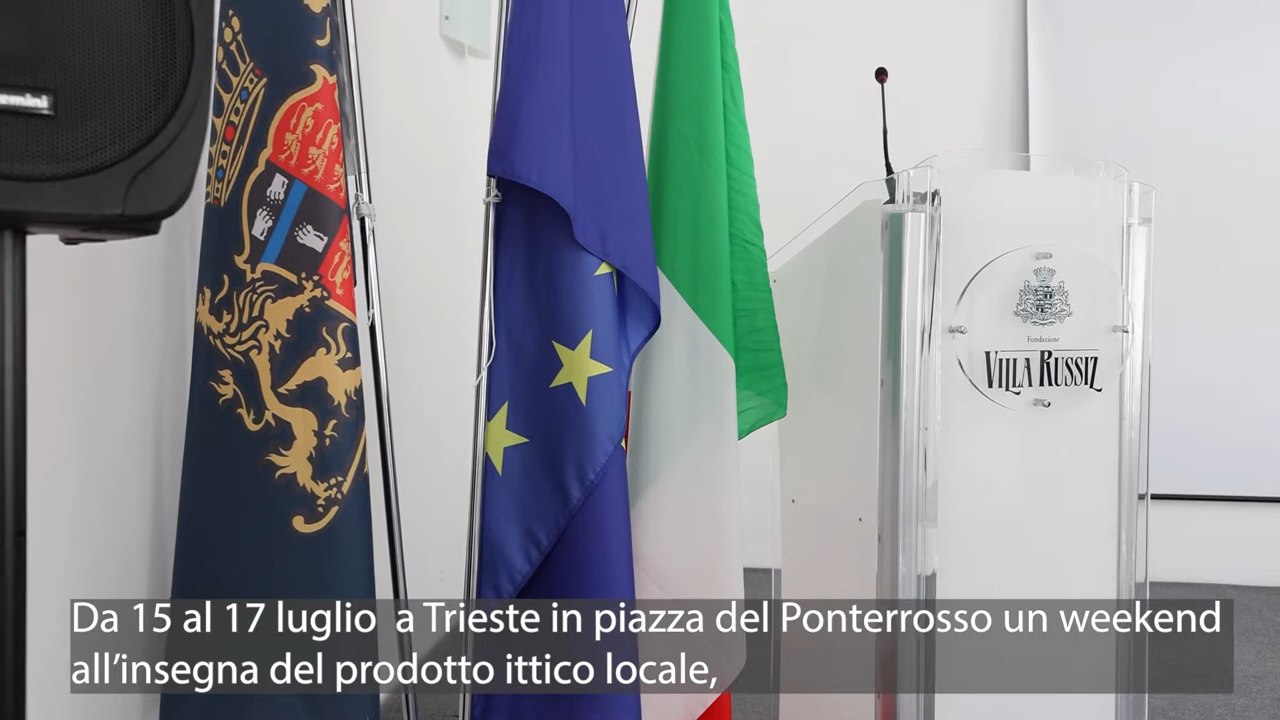 Fondazione
VILLA RUSSIZ
Da 15 al 17 luglio a Trieste in piazza del Ponterrosso un weekend
all'insegna del prodotto ittico locale,